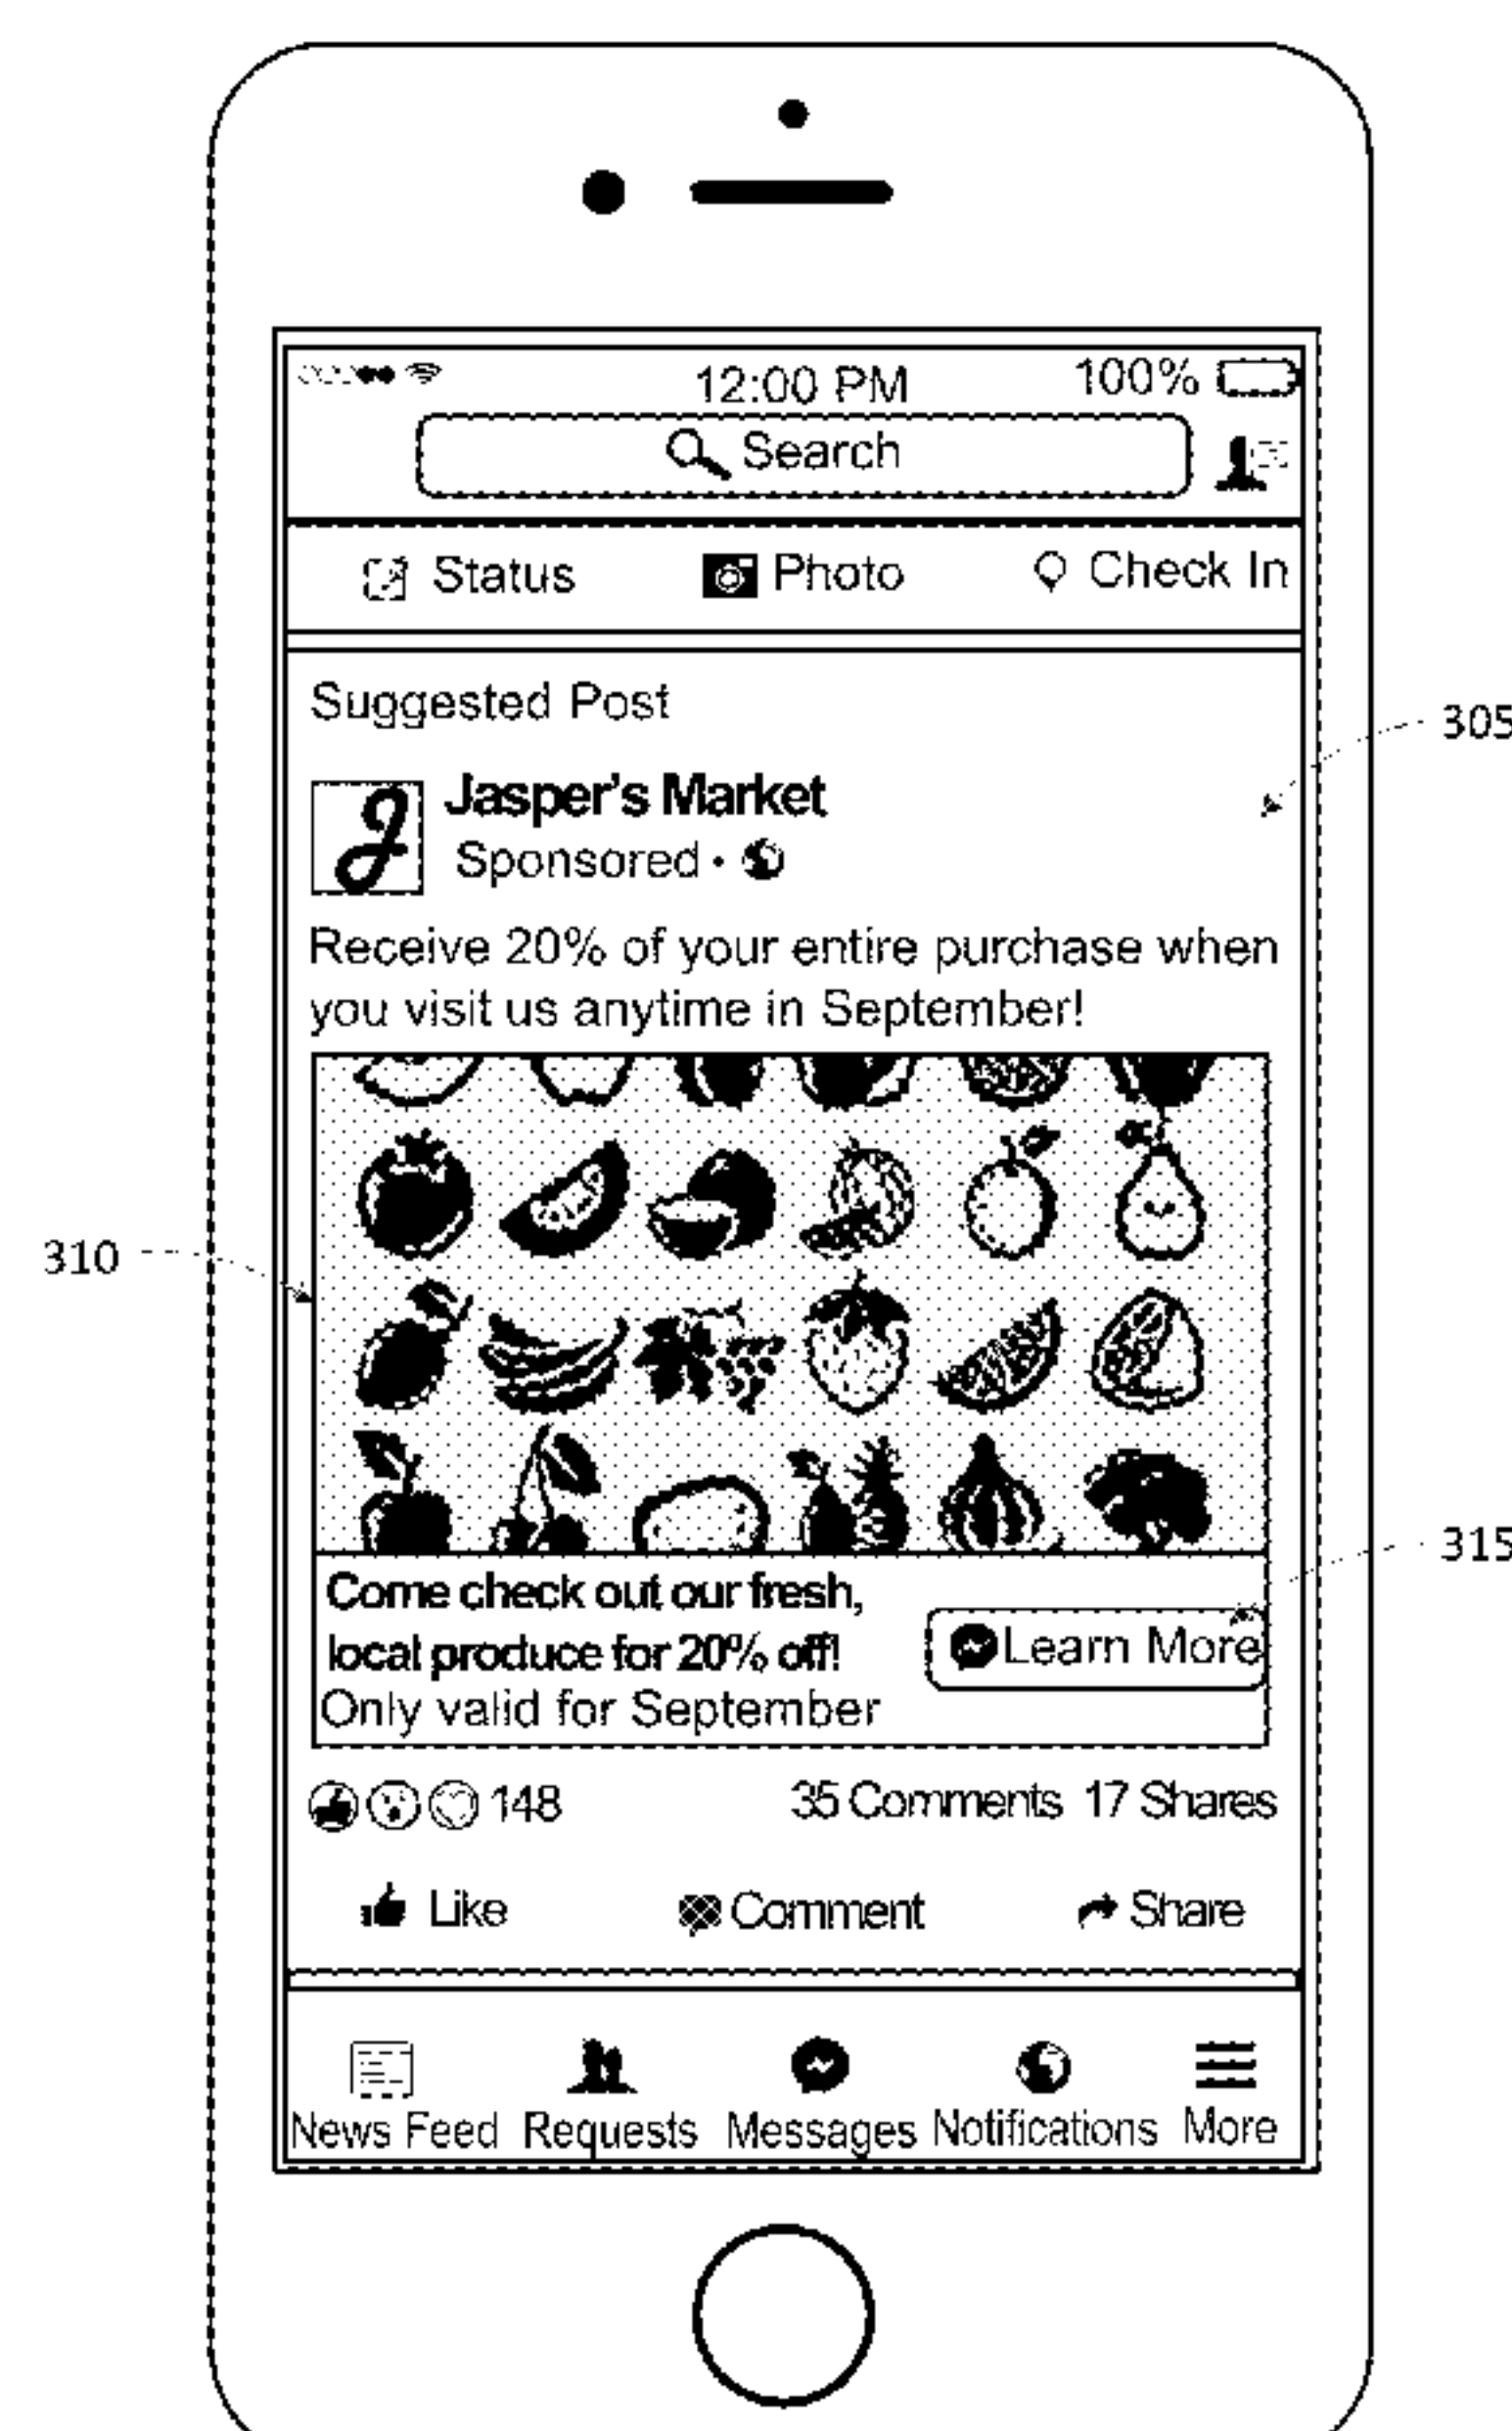 12:00 PM 100%
Search
Status Photo Check In
Suggested Post
305
J
Jasper's Market
Sponsored •
Receive 20% of your entire purchase when
you visit us anytime in September!
310
315
Come check out our fresh,
local produce for 20% off!
Learn More
Only valid for September
148 35 Comments 17 Shares
Like Comment Share
News Feed Requests Messages Notifications More